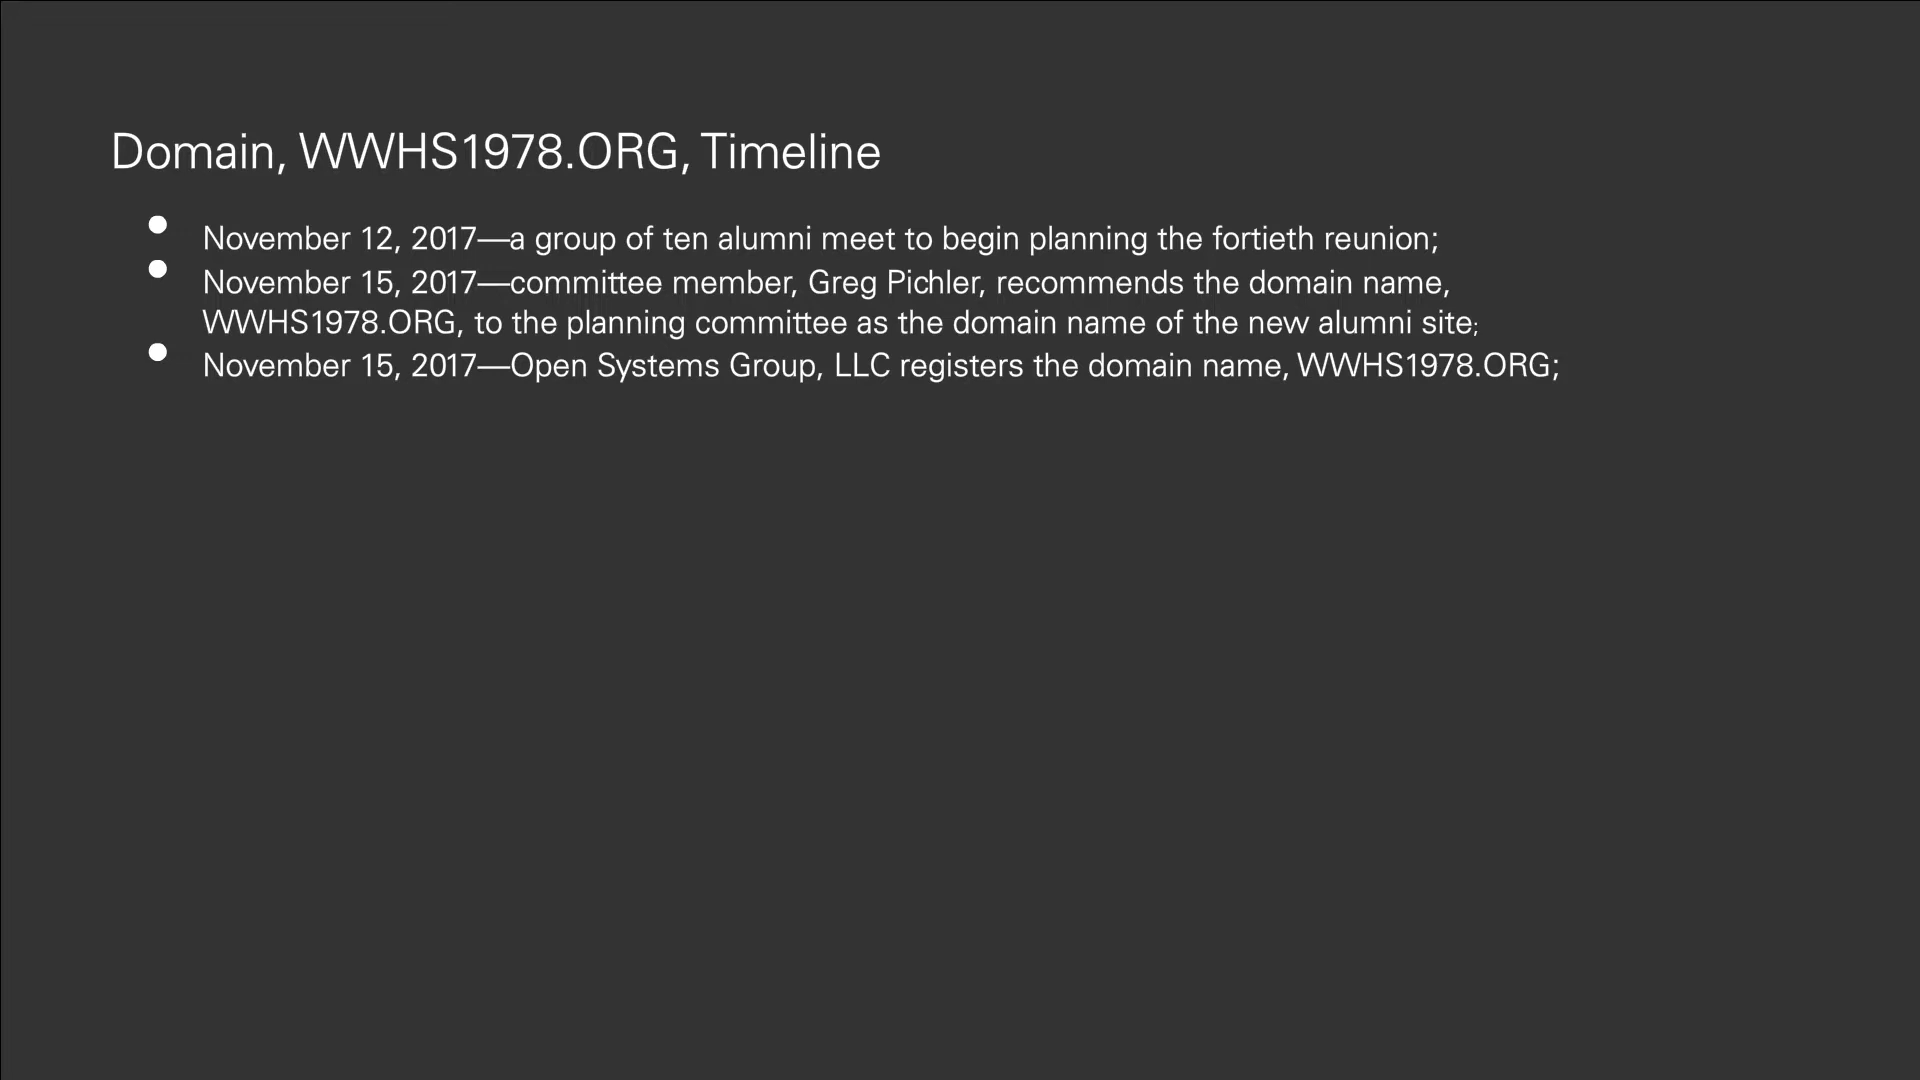 Domain, WWHS1978.ORG, Timeline
● November 12, 2017—a group of ten alumni meet to begin planning the fortieth reunion;
● November 15, 2017—committee member, Greg Pichler, recommends the domain name,
WWHS1978.ORG, to the planning committee as the domain name of the new alumni site;
● November 15, 2017—Open Systems Group, LLC registers the domain name, WWHS1978.ORG;